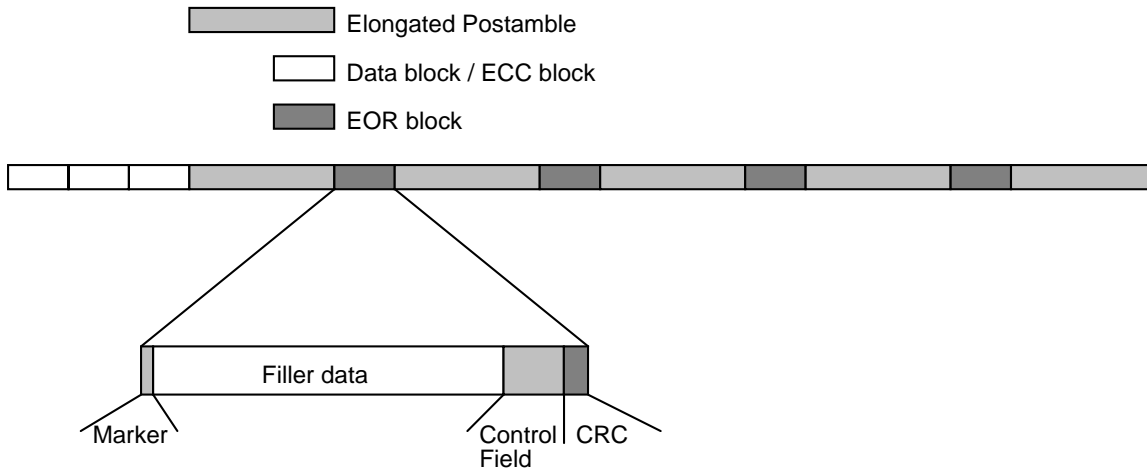 Elongated Postamble
Data block / ECC block
EOR block
Filler data
Marker
Control
Field
CRC